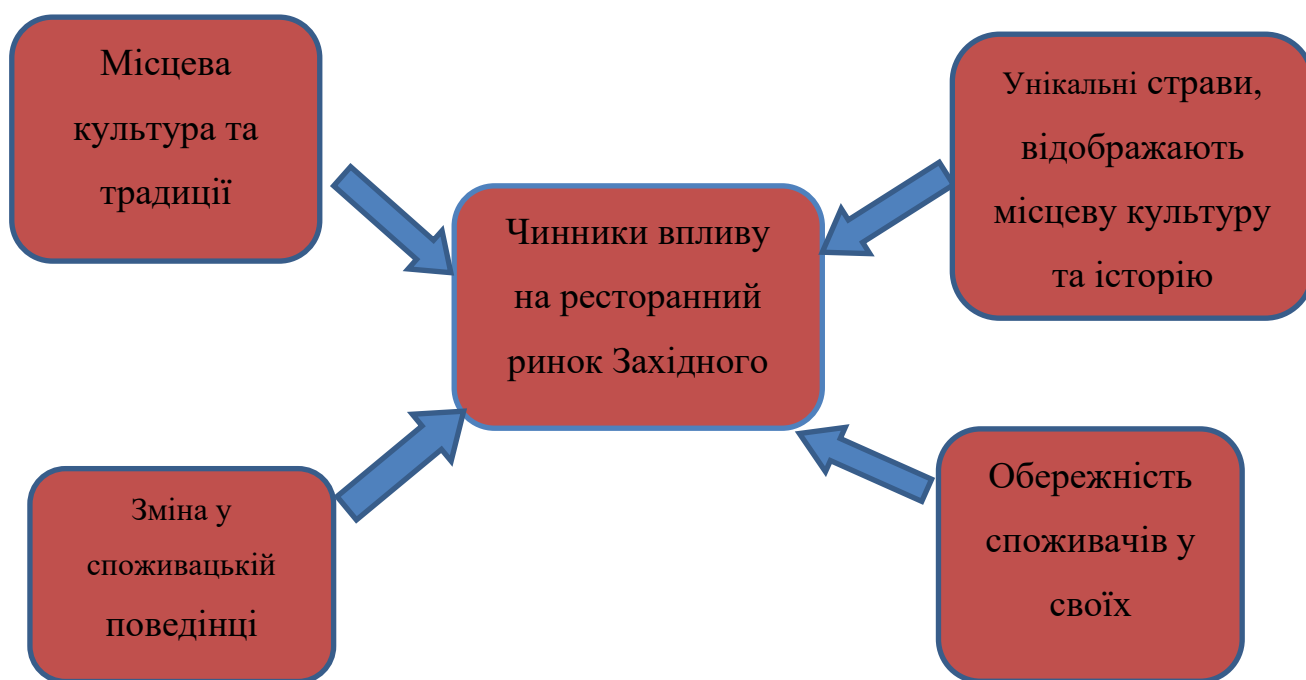 Місцева
культура та
традиції
Унікальні страви,
відображають
місцеву культуру
та історію
Чинники впливу
на ресторанний
ринок Західного
Зміна у
споживацькій
поведінці
Обережність
споживачів у
своїх